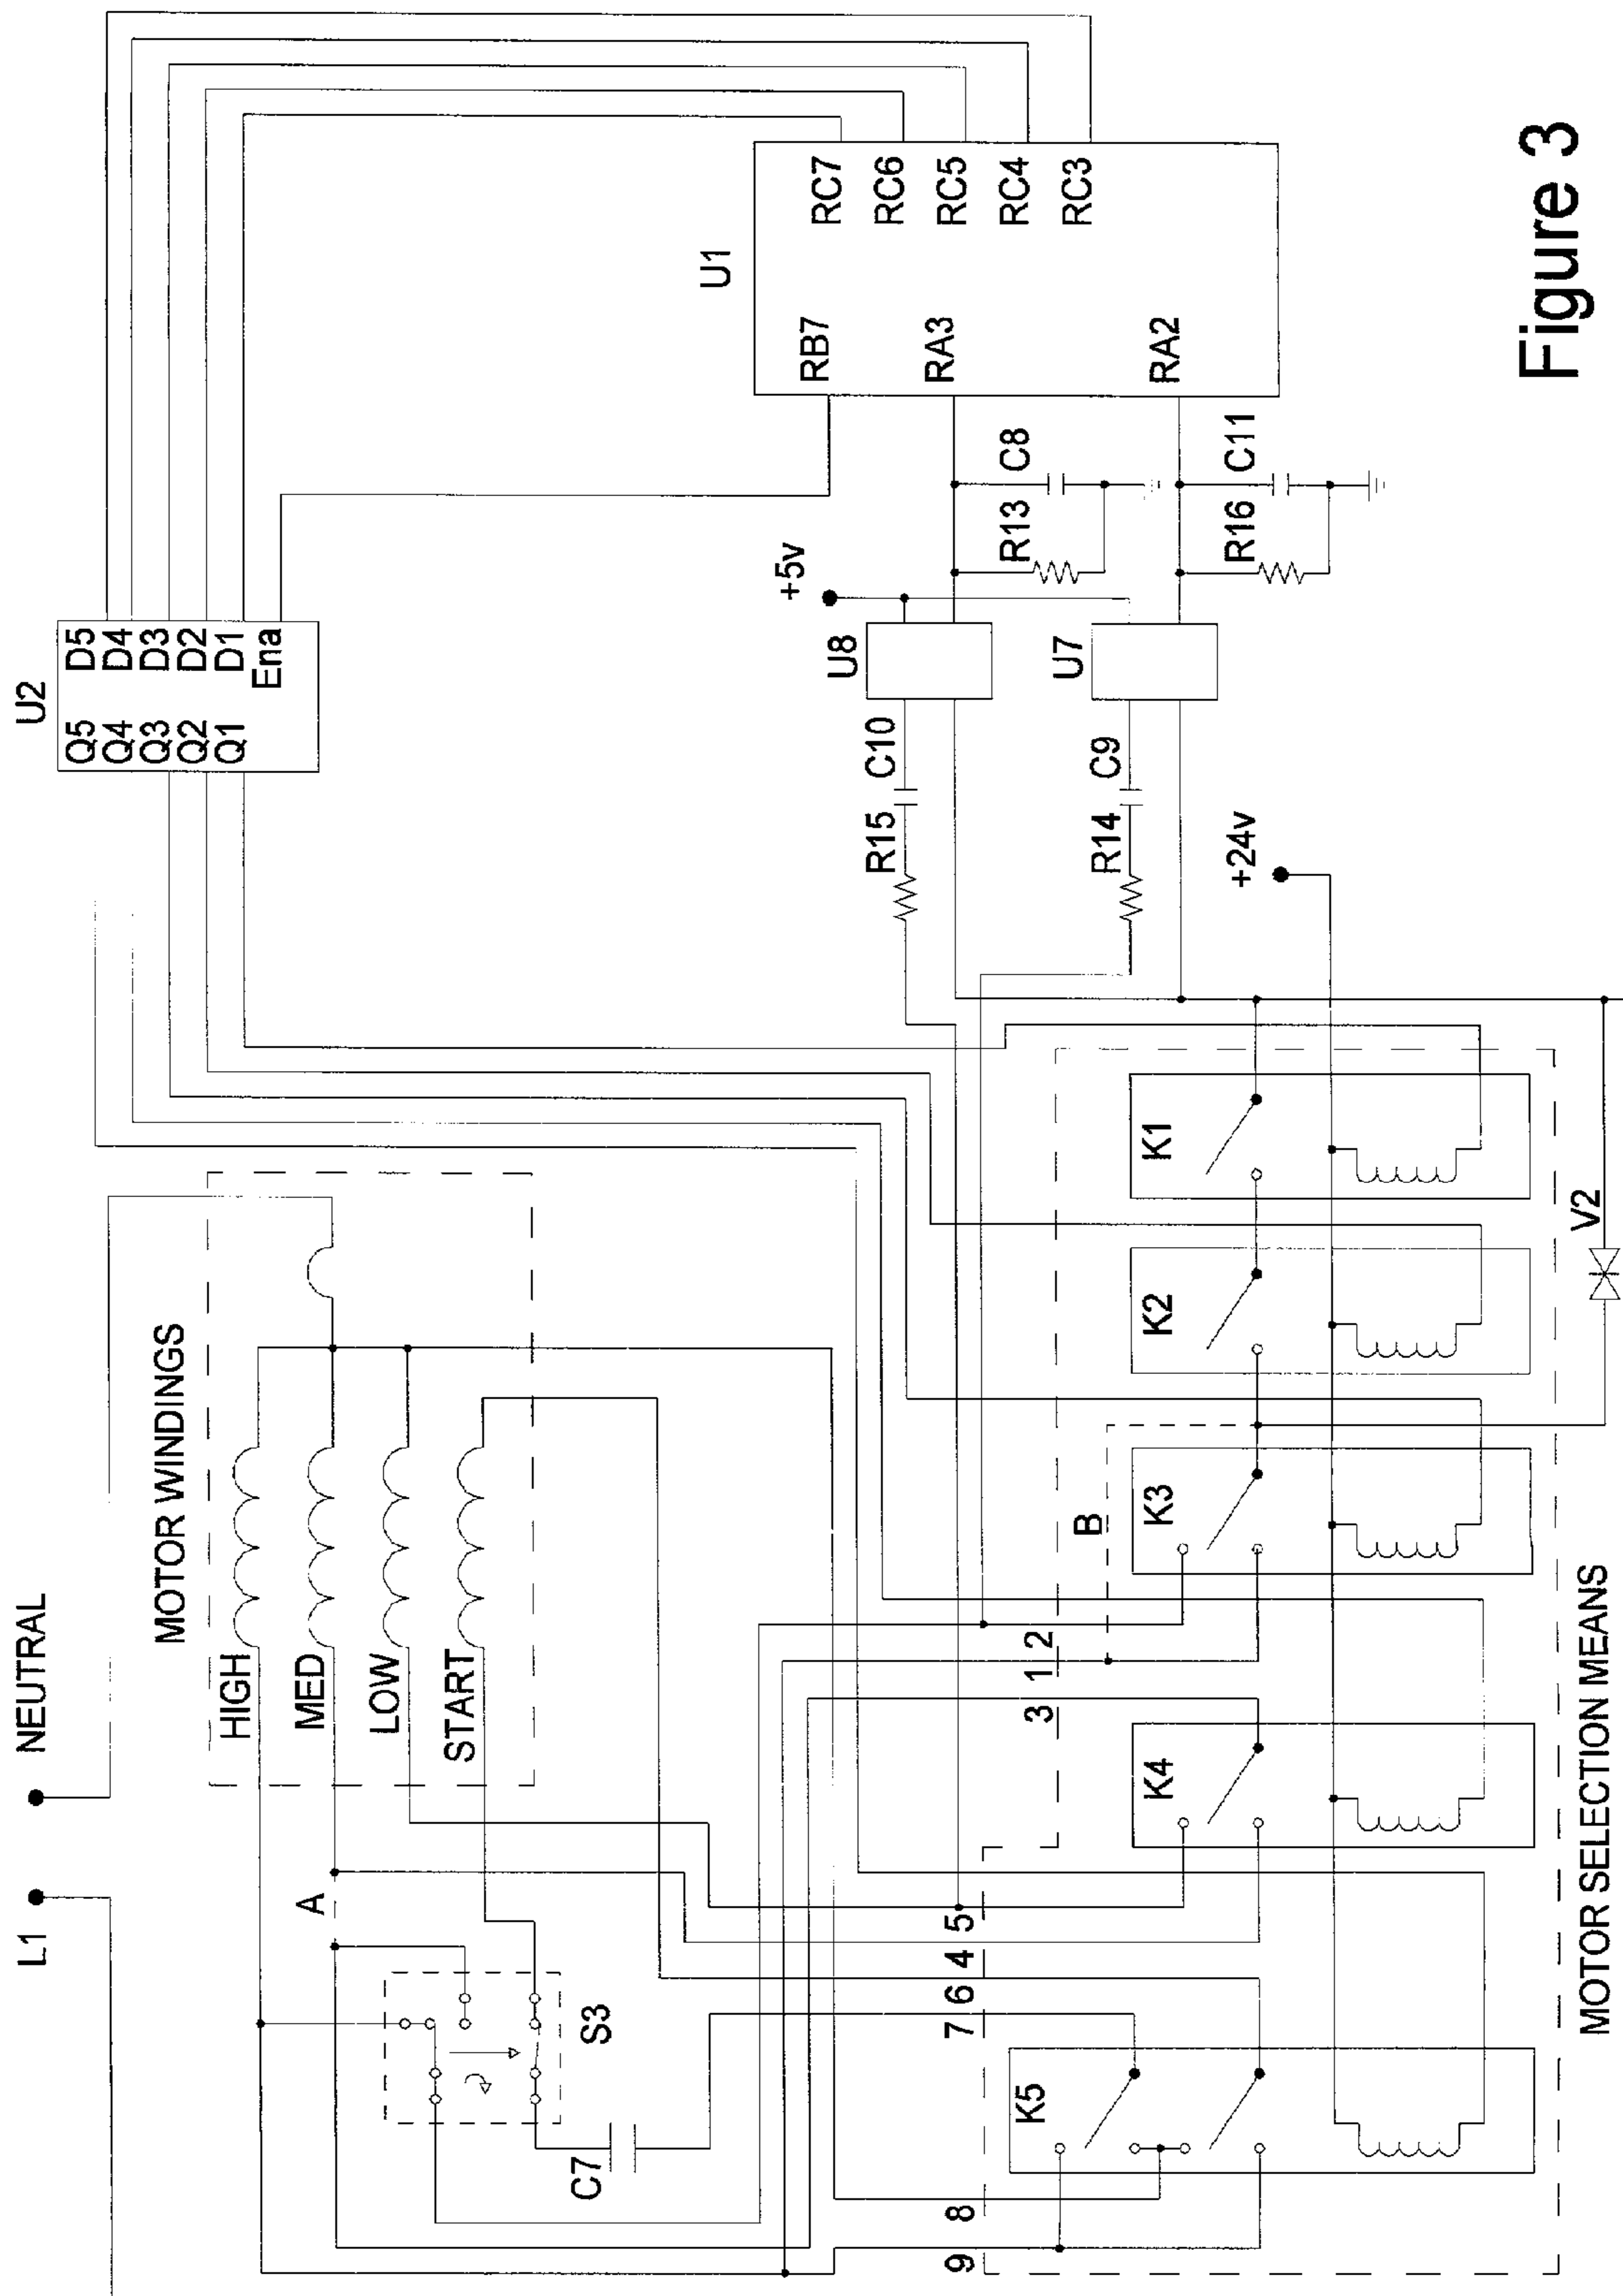 L1
NEUTRAL
MOTOR WINDINGS
HIGH
MED
LOW
START
A
S3
C7
U2
Q5 D5
Q4 D4
Q3 D3
Q2 D2
Q1 D1
Ena
U1
RB7 RC7
RC6
RA3 RC5
RC4
RA2 RC3
+5v
U8
U7
R15 C10
R14 C9
R13 C8
R16 C11
+24v
9 8 7 6 4 5 3 1 2
B
K5
K4
K3
K2
K1
V2
MOTOR SELECTION MEANS
Figure 3